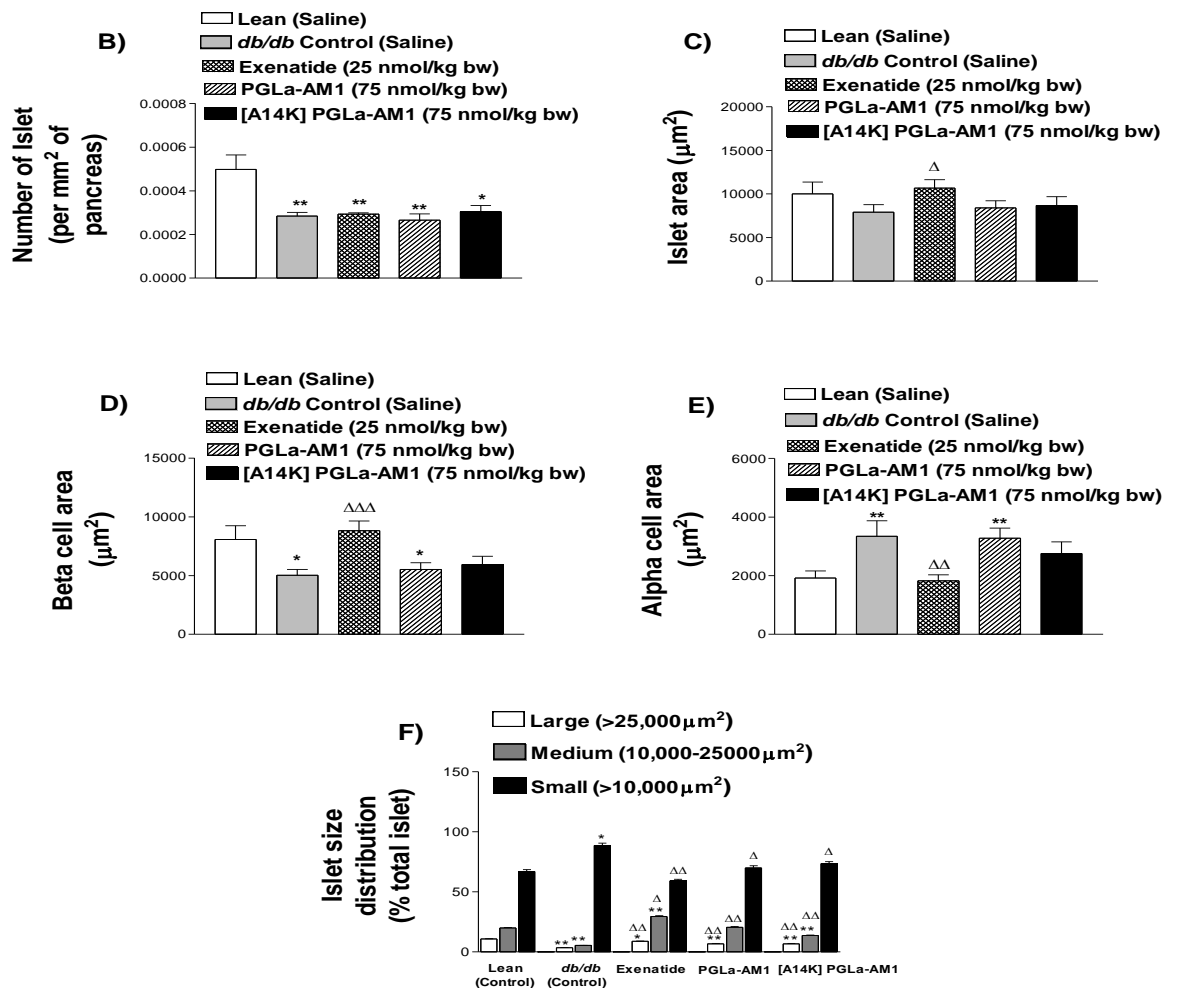 B)
Lean (Saline)
db/db Control (Saline)
Exenatide (25 nmol/kg bw)
PGLa-AM1 (75 nmol/kg bw)
[A14K] PGLa-AM1 (75 nmol/kg bw)
Number of Islet
(per mm² of
pancreas)
0.0008
0.0006
0.0004
0.0002
0.0000
** ** ** *
C)
Lean (Saline)
db/db Control (Saline)
Exenatide (25 nmol/kg bw)
PGLa-AM1 (75 nmol/kg bw)
[A14K] PGLa-AM1 (75 nmol/kg bw)
Islet area (μm²)
20000
15000
10000
5000
0
Δ
D)
Lean (Saline)
db/db Control (Saline)
Exenatide (25 nmol/kg bw)
PGLa-AM1 (75 nmol/kg bw)
[A14K] PGLa-AM1 (75 nmol/kg bw)
Beta cell area
(μm²)
15000
10000
5000
0
* ΔΔΔ *
E)
Lean (Saline)
db/db Control (Saline)
Exenatide (25 nmol/kg bw)
PGLa-AM1 (75 nmol/kg bw)
[A14K] PGLa-AM1 (75 nmol/kg bw)
Alpha cell area
(μm²)
6000
4000
2000
0
** ΔΔ **
F)
Large (>25,000μm²)
Medium (10,000-25000μm²)
Small (>10,000μm²)
Islet size
distribution
(% total islet)
150
100
50
0
** ** *
ΔΔ Δ ΔΔ
* **
ΔΔ ΔΔ Δ
**
ΔΔ ΔΔ Δ
** **
Lean db/db Exenatide PGLa-AM1 [A14K] PGLa-AM1
(Control) (Control)